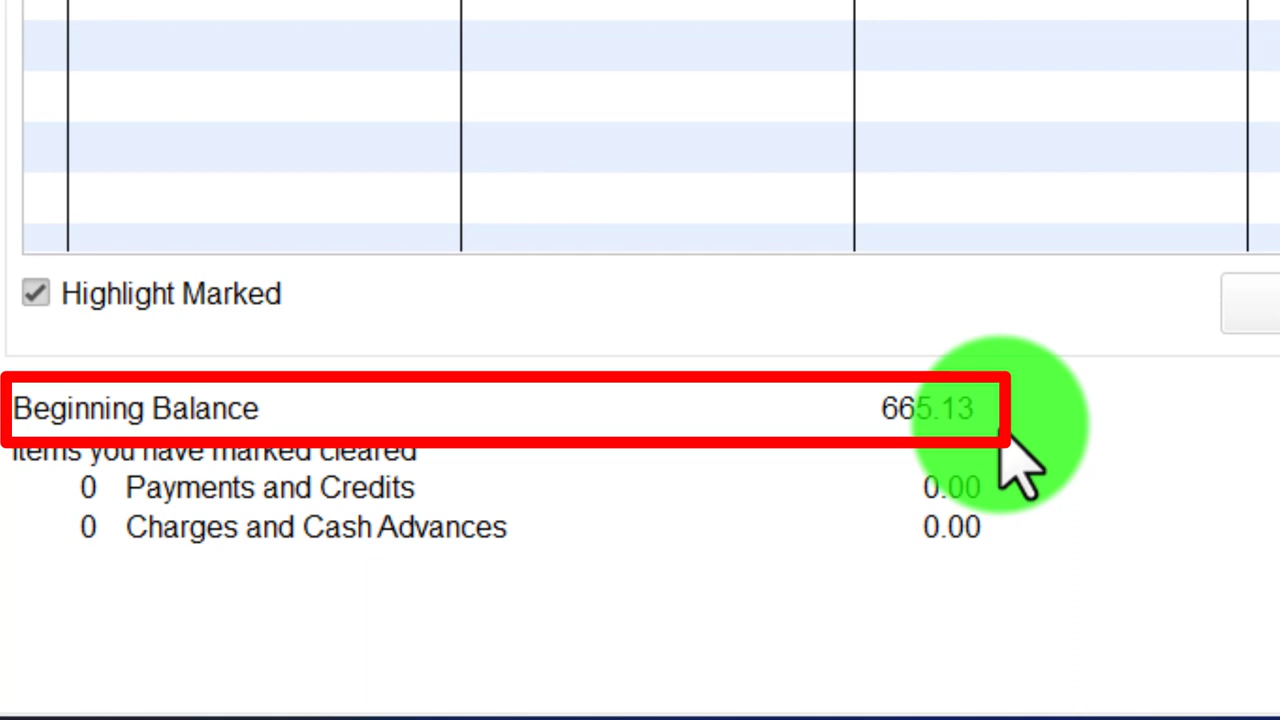 Highlight Marked
Beginning Balance 665.13
Items you have marked cleared
0 Payments and Credits 0.00
0 Charges and Cash Advances 0.00